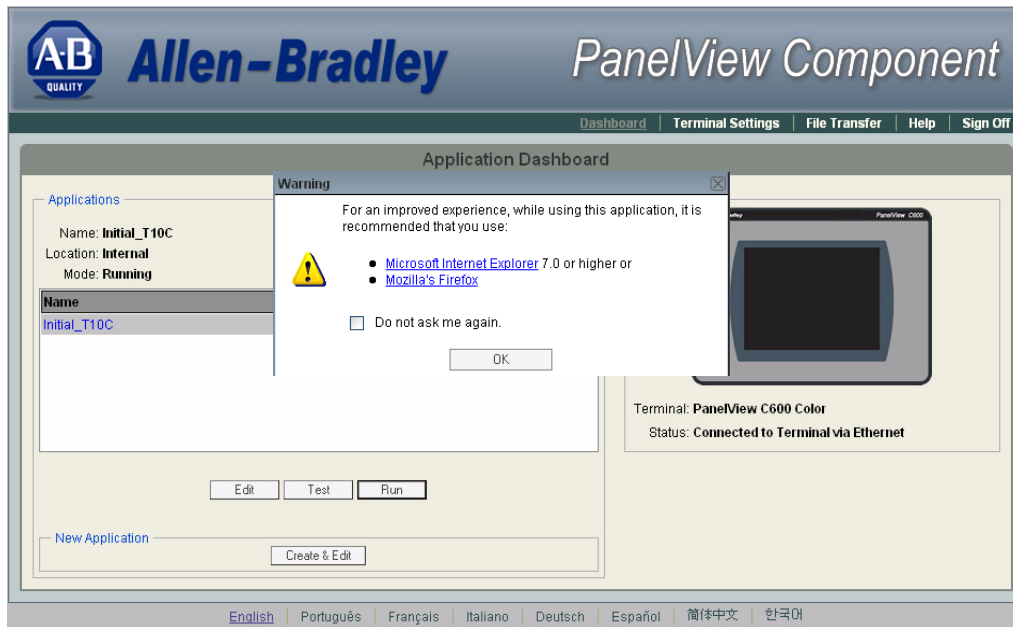 A·B
QUALITY
Allen-Bradley
PanelView Component
Dashboard | Terminal Settings | File Transfer | Help | Sign Off
Application Dashboard
Applications
Name: Initial_T10C
Location: Internal
Mode: Running
Name
Initial_T10C
Warning
For an improved experience, while using this application, it is
recommended that you use:
• Microsoft Internet Explorer 7.0 or higher or
• Mozilla's Firefox
Do not ask me again.
OK
PanelView C600
Terminal: PanelView C600 Color
Status: Connected to Terminal via Ethernet
Edit Test Run
New Application
Create & Edit
English | Português | Français | Italiano | Deutsch | Español | 简体中文 | 한국어